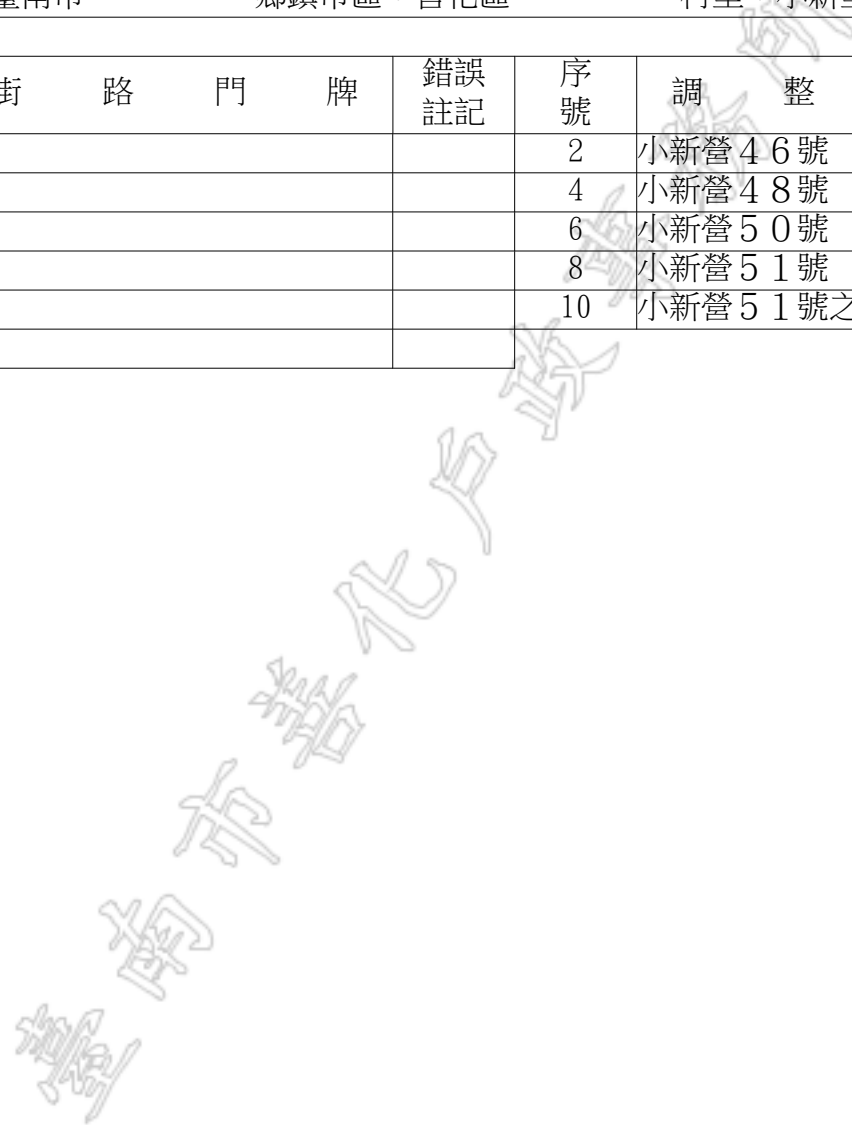 臺南市 鄉鎮市區：善化區 村里：小新
街 路 門 牌 錯誤註記 序號 調 整
2 小新營４６號
4 小新營４８號
6 小新營５０號
8 小新營５１號
10 小新營５１號之
臺南市善化戶政事務所